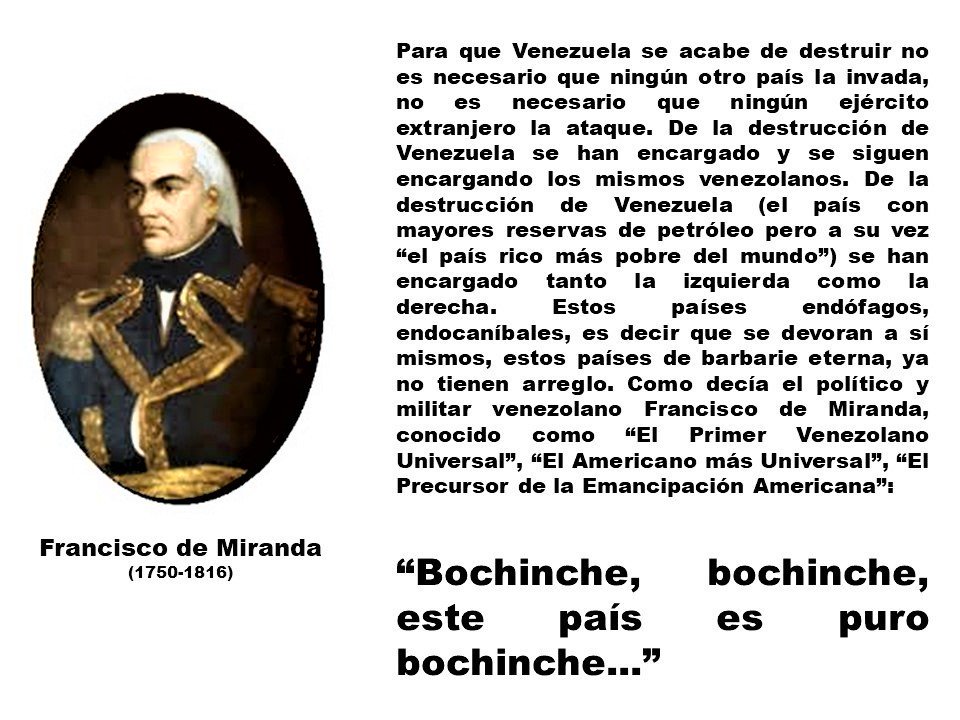 Para que Venezuela se acabe de destruir no
es necesario que ningún otro país la invada,
no es necesario que ningún ejército
extranjero la ataque. De la destrucción de
Venezuela se han encargado y se siguen
encargando los mismos venezolanos. De la
destrucción de Venezuela (el país con
mayores reservas de petróleo pero a su vez
“el país rico más pobre del mundo”) se han
encargado tanto la izquierda como la
derecha. Estos países endófagos,
endocaníbales, es decir que se devoran a sí
mismos, estos países de barbarie eterna, ya
no tienen arreglo. Como decía el político y
militar venezolano Francisco de Miranda,
conocido como “El Primer Venezolano
Universal”, “El Americano más Universal”, “El
Precursor de la Emancipación Americana”:
“Bochinche, bochinche,
este país es puro
bochinche...”
Francisco de Miranda
(1750-1816)